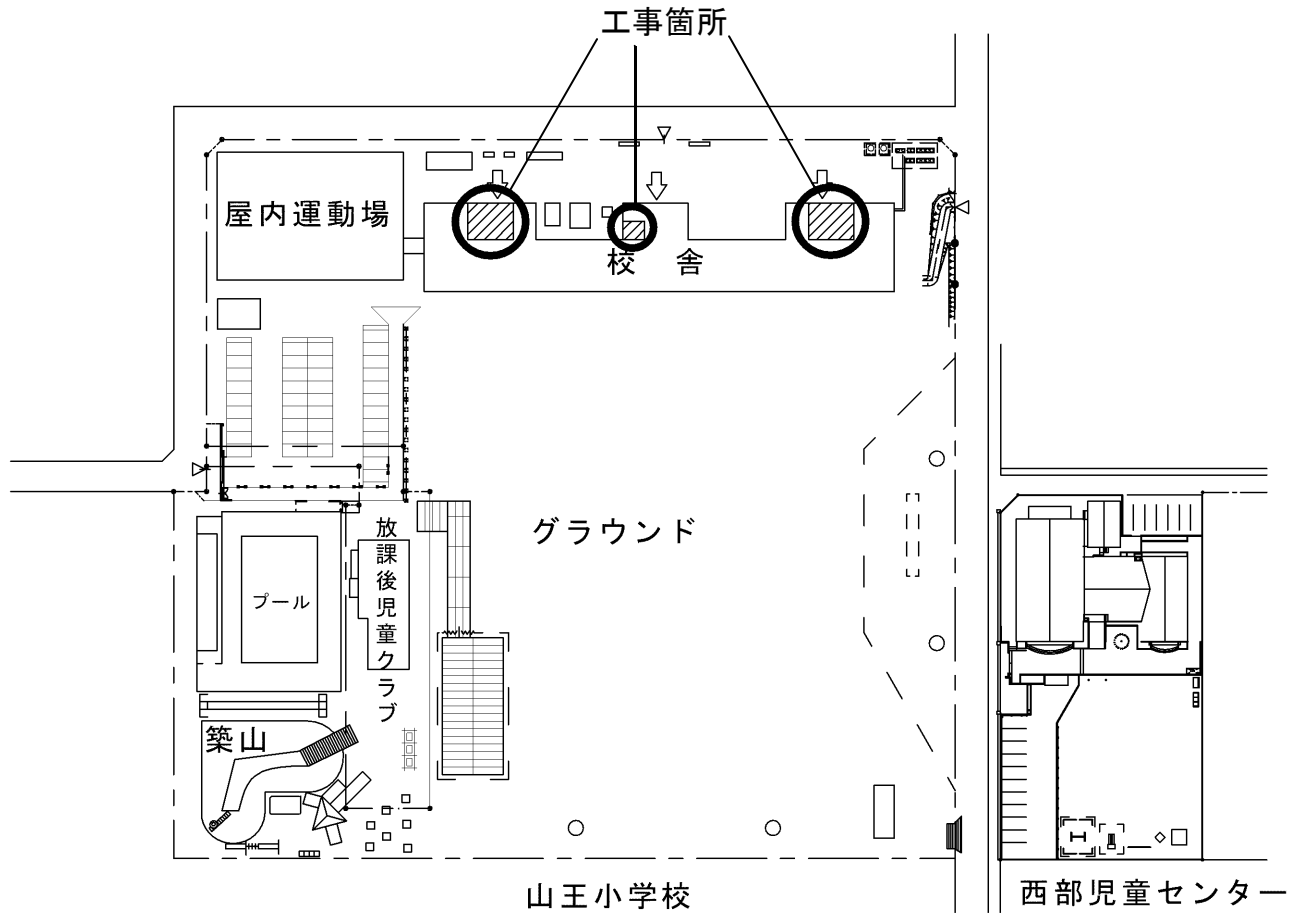 工事箇所
屋内運動場
校舎
グラウンド
放課後児童クラブ
プール
築山
山王小学校
西部児童センター